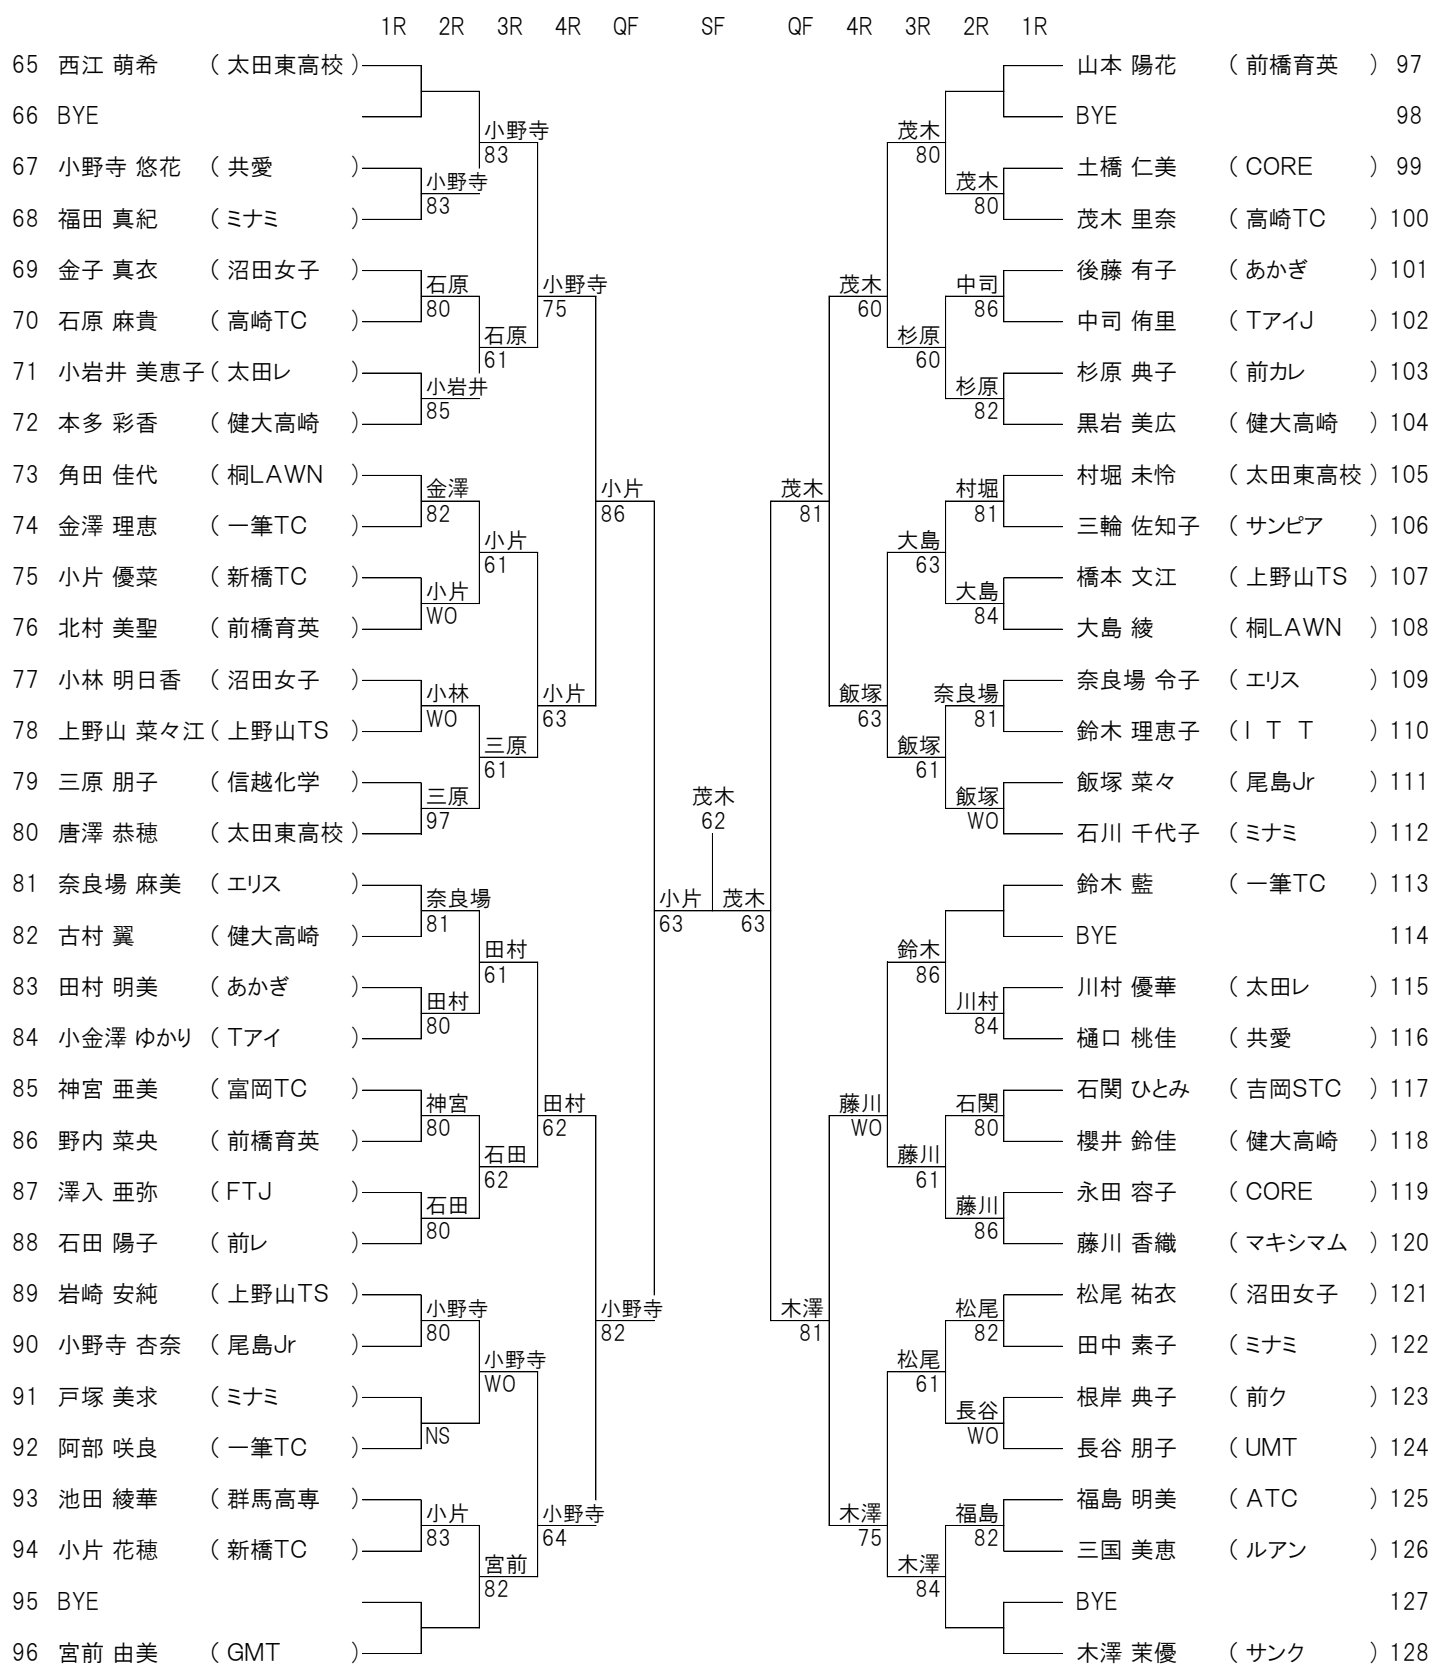 1R 2R 3R 4R QF SF QF 4R 3R 2R 1R
65 西江 萌希 ( 太田東高校 ) 山本 陽花 ( 前橋育英 ) 97
66 BYE BYE 98
小野寺 茂木
83 80
67 小野寺 悠花 ( 共愛 ) 土橋 仁美 ( CORE ) 99
小野寺 茂木
83 80
68 福田 真紀 ( ミナミ ) 茂木 里奈 ( 高崎TC ) 100
69 金子 真衣 ( 沼田女子 ) 後藤 有子 ( あかぎ ) 101
石原 小野寺 茂木 中司
80 75 60 86
70 石原 麻貴 ( 高崎TC ) 中司 侑里 ( TアイJ ) 102
石原 杉原
61 60
71 小岩井 美恵子 ( 太田レ ) 杉原 典子 ( 前カレ ) 103
小岩井 杉原
85 82
72 本多 彩香 ( 健大高崎 ) 黒岩 美広 ( 健大高崎 ) 104
73 角田 佳代 ( 桐LAWN ) 村堀 未怜 ( 太田東高校 ) 105
金澤 小片 茂木 村堀
82 86 81 81
74 金澤 理恵 ( 一筆TC ) 三輪 佐知子 ( サンピア ) 106
小片 大島
61 63
75 小片 優菜 ( 新橋TC ) 橋本 文江 ( 上野山TS ) 107
小片 大島
WO 84
76 北村 美聖 ( 前橋育英 ) 大島 綾 ( 桐LAWN ) 108
77 小林 明日香 ( 沼田女子 ) 奈良場 令子 ( エリス ) 109
小林 小片 飯塚 奈良場
WO 63 63 81
78 上野山 菜々江 ( 上野山TS ) 鈴木 理恵子 ( I T T ) 110
三原 飯塚
61 61
79 三原 朋子 ( 信越化学 ) 飯塚 菜々 ( 尾島Jr ) 111
三原 茂木 飯塚
97 62 WO
80 唐澤 恭穂 ( 太田東高校 ) 石川 千代子 ( ミナミ ) 112
81 奈良場 麻美 ( エリス ) 鈴木 藍 ( 一筆TC ) 113
奈良場 小片 茂木
81 63 63
82 古村 翼 ( 健大高崎 ) BYE 114
田村 鈴木
61 86
83 田村 明美 ( あかぎ ) 川村 優華 ( 太田レ ) 115
田村 川村
80 84
84 小金澤 ゆかり ( Tアイ ) 樋口 桃佳 ( 共愛 ) 116
85 神宮 亜美 ( 富岡TC ) 石関 ひとみ ( 吉岡STC ) 117
神宮 田村 藤川 石関
80 62 WO 80
86 野内 菜央 ( 前橋育英 ) 櫻井 鈴佳 ( 健大高崎 ) 118
石田 藤川
62 61
87 澤入 亜弥 ( FTJ ) 永田 容子 ( CORE ) 119
石田 藤川
80 86
88 石田 陽子 ( 前レ ) 藤川 香織 ( マキシマム ) 120
89 岩崎 安純 ( 上野山TS ) 松尾 祐衣 ( 沼田女子 ) 121
小野寺 小野寺 木澤 松尾
80 82 81 82
90 小野寺 杏奈 ( 尾島Jr ) 田中 素子 ( ミナミ ) 122
小野寺 松尾
WO 61
91 戸塚 美求 ( ミナミ ) 根岸 典子 ( 前ク ) 123
長谷
NS WO
92 阿部 咲良 ( 一筆TC ) 長谷 朋子 ( UMT ) 124
93 池田 綾華 ( 群馬高専 ) 福島 明美 ( ATC ) 125
小片 小野寺 木澤 福島
83 64 75 82
94 小片 花穂 ( 新橋TC ) 三国 美恵 ( ルアン ) 126
宮前 木澤
82 84
95 BYE BYE 127
96 宮前 由美 ( GMT ) 木澤 茉優 ( サンク ) 128